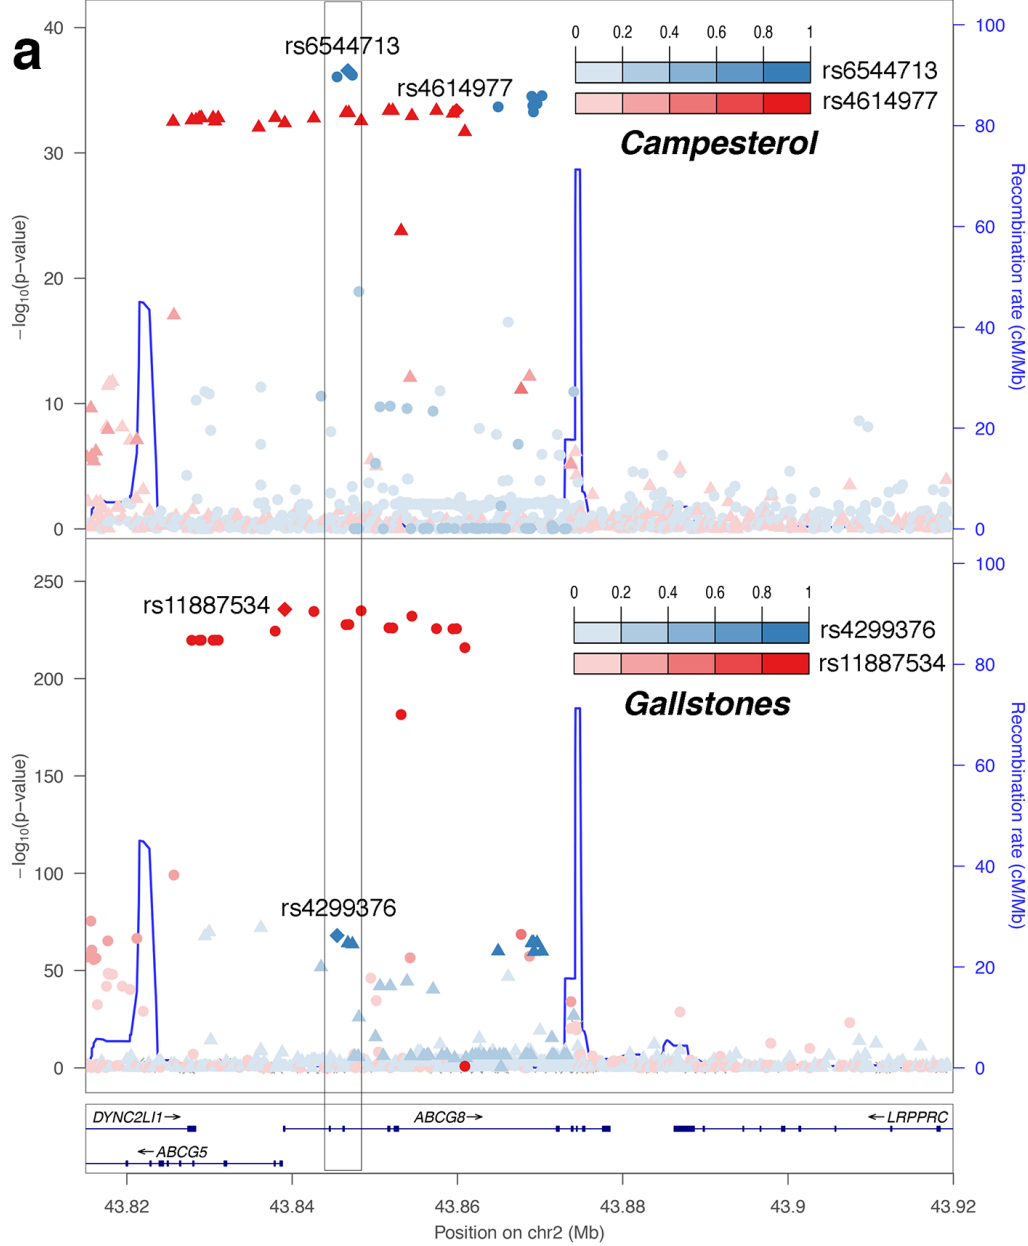 a
40
30
20
10
0
−log10(p−value)
rs6544713
rs4614977
0 0.2 0.4 0.6 0.8 1
rs6544713
rs4614977
Campesterol
100
80
60
40
20
0
Recombination rate (cM/Mb)
250
200
150
100
50
0
−log10(p−value)
rs11887534
rs4299376
0 0.2 0.4 0.6 0.8 1
rs4299376
rs11887534
Gallstones
100
80
60
40
20
0
Recombination rate (cM/Mb)
DYNC2LI1→ ABCG8→ ←LRPPRC
←ABCG5
43.82 43.84 43.86 43.88 43.9 43.92
Position on chr2 (Mb)